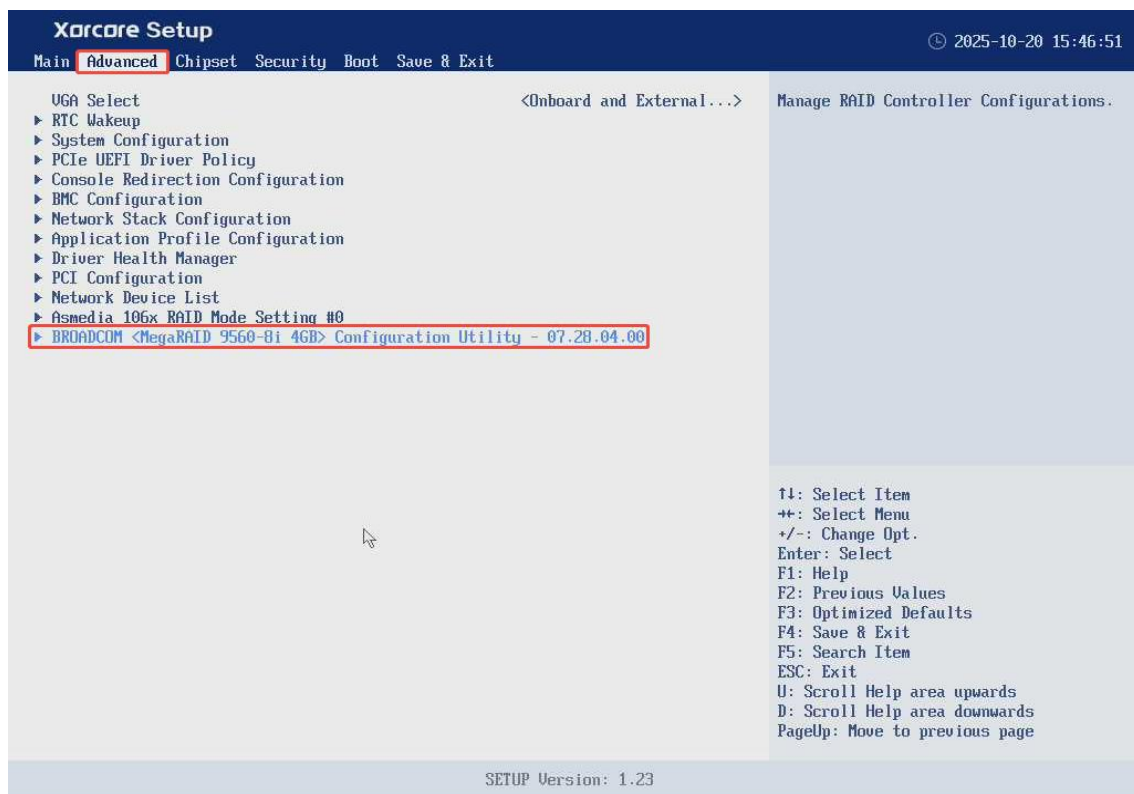 Xarcare Setup
2025-10-20 15:46:51
Main Advanced Chipset Security Boot Save & Exit
VGA Select <Onboard and External...>
▶ RTC Wakeup
▶ System Configuration
▶ PCIe UEFI Driver Policy
▶ Console Redirection Configuration
▶ BMC Configuration
▶ Network Stack Configuration
▶ Application Profile Configuration
▶ Driver Health Manager
▶ PCI Configuration
▶ Network Device List
▶ Asmedia 106x RAID Mode Setting #0
▶ BROADCOM <MegaRAID 9560-8i 4GB> Configuration Utility - 07.28.04.00
Manage RAID Controller Configurations.
↑↓: Select Item
→←: Select Menu
+/-: Change Opt.
Enter: Select
F1: Help
F2: Previous Values
F3: Optimized Defaults
F4: Save & Exit
F5: Search Item
ESC: Exit
U: Scroll Help area upwards
D: Scroll Help area downwards
PageUp: Move to previous page
SETUP Version: 1.23